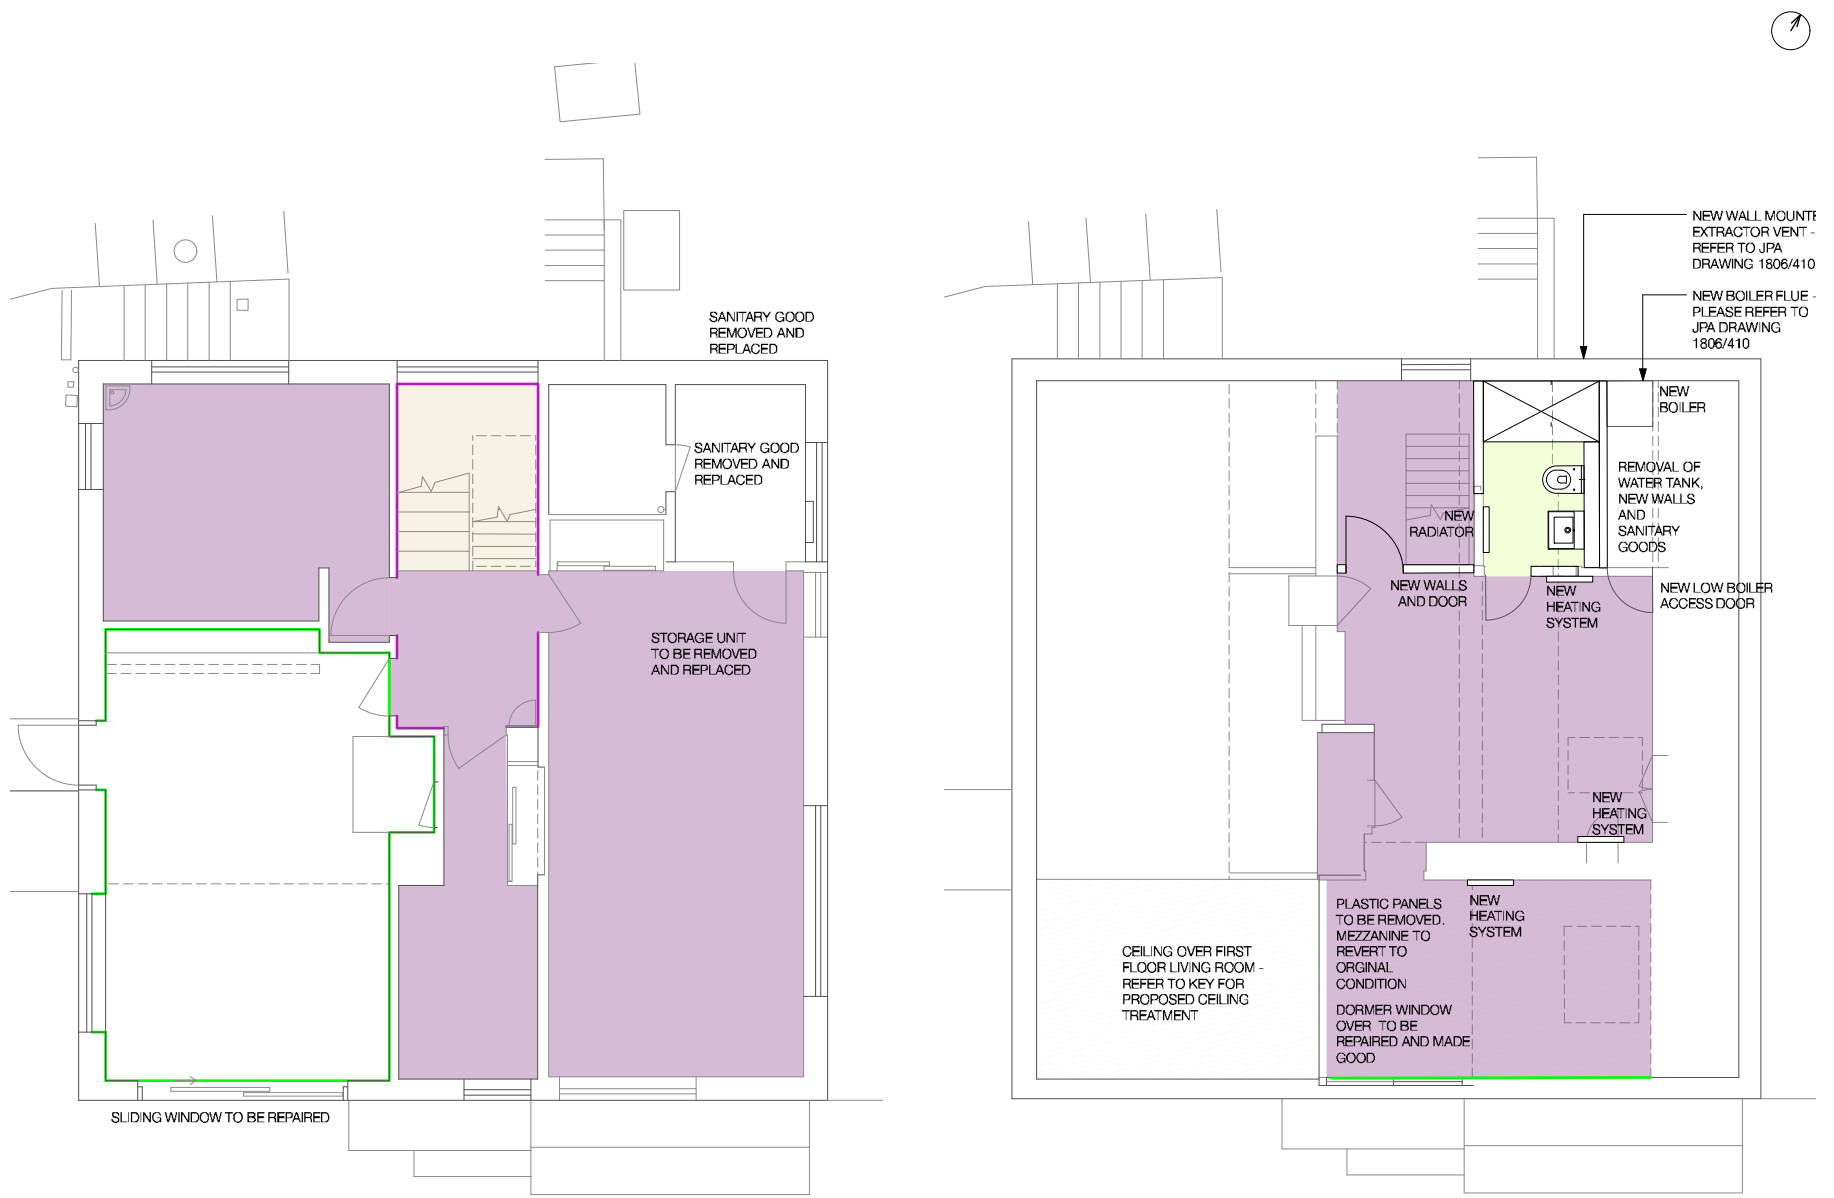 SANITARY GOOD
REMOVED AND
REPLACED
SANITARY GOOD
REMOVED AND
REPLACED
STORAGE UNIT
TO BE REMOVED
AND REPLACED
SLIDING WINDOW TO BE REPAIRED
NEW WALL MOUNTE
EXTRACTOR VENT -
REFER TO JPA
DRAWING 1806/410
NEW BOILER FLUE -
PLEASE REFER TO
JPA DRAWING
1806/410
NEW
BOILER
REMOVAL OF
WATER TANK,
NEW WALLS
AND
SANITARY
GOODS
NEW
RADIATOR
NEW WALLS
AND DOOR
NEW
HEATING
SYSTEM
NEW LOW BOILER
ACCESS DOOR
NEW
HEATING
SYSTEM
NEW
HEATING
SYSTEM
PLASTIC PANELS
TO BE REMOVED.
MEZZANINE TO
REVERT TO
ORGINAL
CONDITION
DORMER WINDOW
OVER TO BE
REPAIRED AND MADE
GOOD
CEILING OVER FIRST
FLOOR LIVING ROOM -
REFER TO KEY FOR
PROPOSED CEILING
TREATMENT